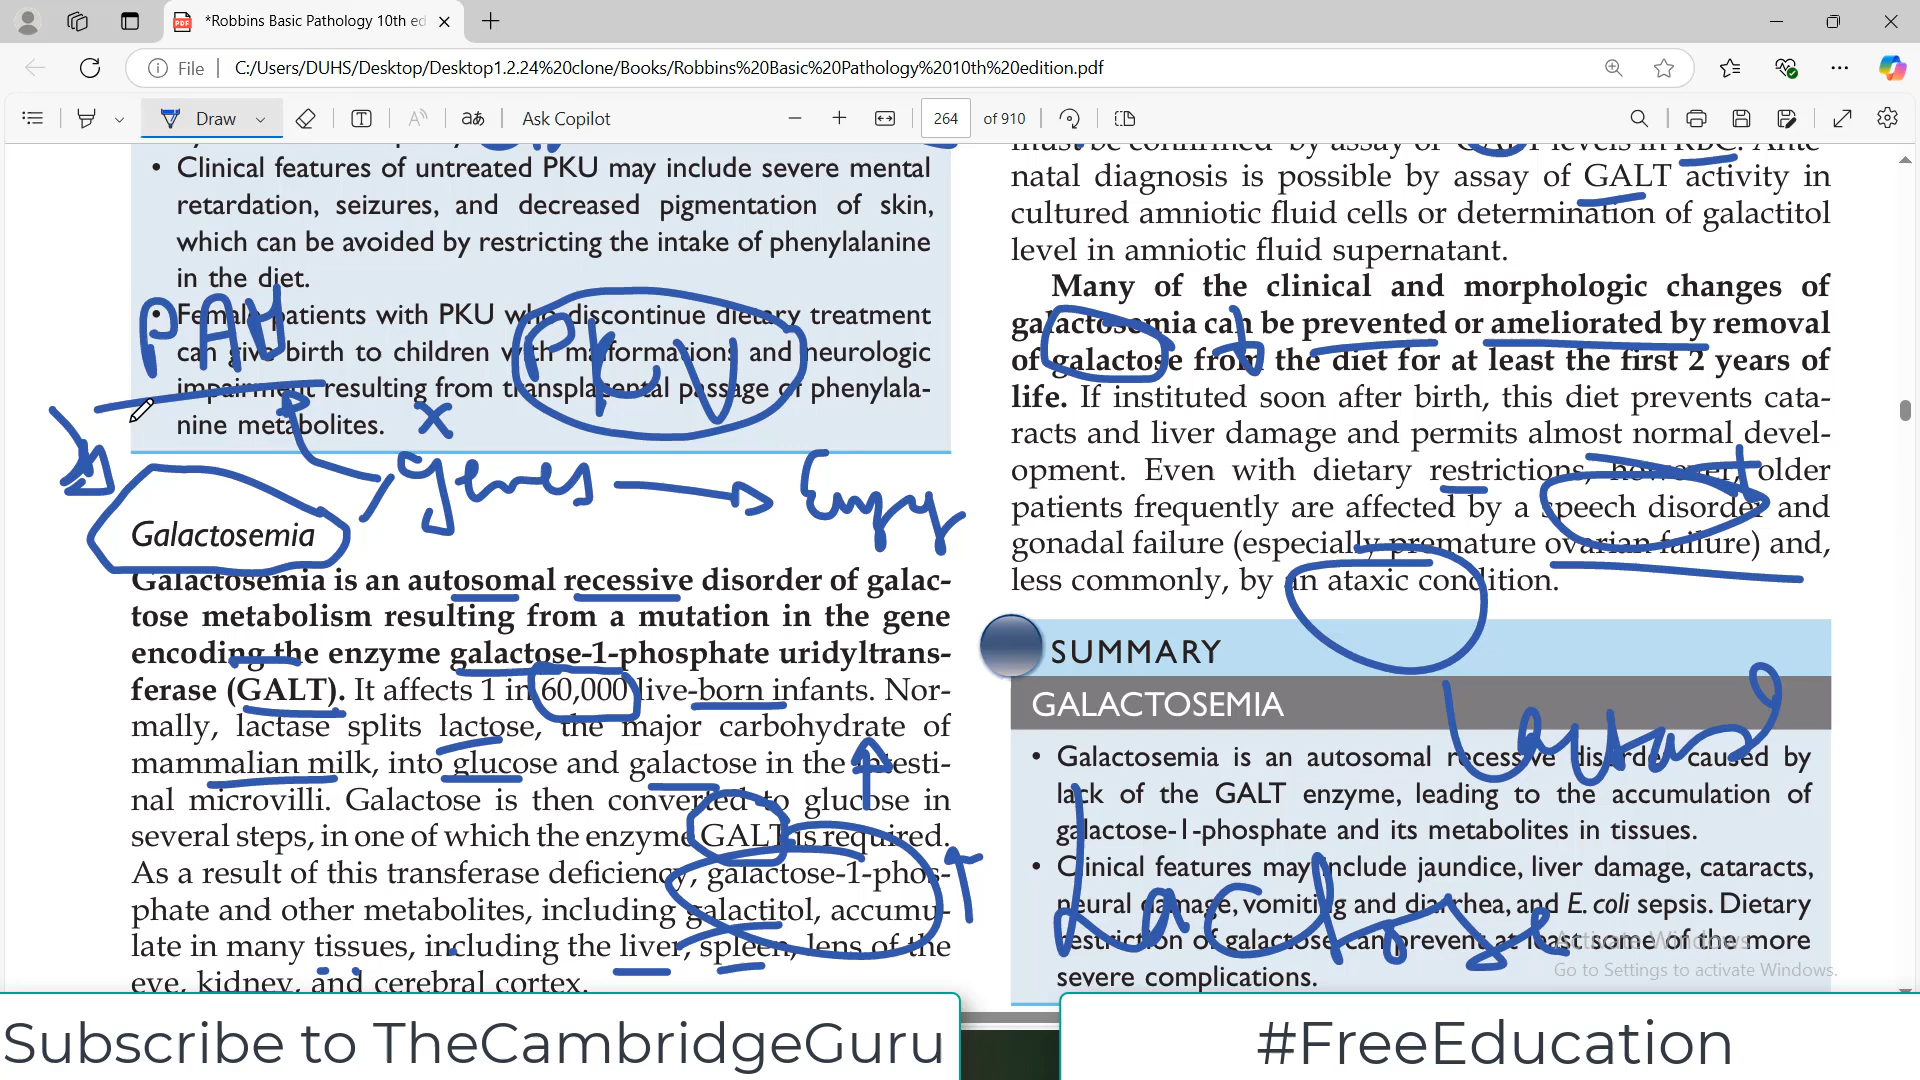 *Robbins Basic Pathology 10th ed
File
C:/Users/DUHS/Desktop/Desktop1.2.24%20clone/Books/Robbins%20Basic%20Pathology%2010th%20edition.pdf
Draw
aあ
Ask Copilot
264 of 910
• Clinical features of untreated PKU may include severe mental
retardation, seizures, and decreased pigmentation of skin,
which can be avoided by restricting the intake of phenylalanine
in the diet.
• Female patients with PKU who discontinue dietary treatment
can give birth to children with malformations and neurologic
impairment resulting from transplacental passage of phenylala-
nine metabolites.
PAH
PKU
x
genes
Enzy
Galactosemia
Galactosemia is an autosomal recessive disorder of galac-
tose metabolism resulting from a mutation in the gene
encoding the enzyme galactose-1-phosphate uridyltrans-
ferase (GALT). It affects 1 in 60,000 live-born infants. Nor-
mally, lactase splits lactose, the major carbohydrate of
mammalian milk, into glucose and galactose in the intesti-
nal microvilli. Galactose is then converted to glucose in
several steps, in one of which the enzyme GALT is required.
As a result of this transferase deficiency, galactose-1-phos-
phate and other metabolites, including galactitol, accumu-
late in many tissues, including the liver, spleen, lens of the
eye, kidney, and cerebral cortex.
must be confirmed by assay of GALT levels in RBC. Ante-
natal diagnosis is possible by assay of GALT activity in
cultured amniotic fluid cells or determination of galactitol
level in amniotic fluid supernatant.
Many of the clinical and morphologic changes of
galactosemia can be prevented or ameliorated by removal
of galactose from the diet for at least the first 2 years of
life. If instituted soon after birth, this diet prevents cata-
racts and liver damage and permits almost normal devel-
opment. Even with dietary restrictions, however, older
patients frequently are affected by a speech disorder and
gonadal failure (especially premature ovarian failure) and,
less commonly, by an ataxic condition.
SUMMARY
GALACTOSEMIA
• Galactosemia is an autosomal recessive disorder caused by
lack of the GALT enzyme, leading to the accumulation of
galactose-1-phosphate and its metabolites in tissues.
• Clinical features may include jaundice, liver damage, cataracts,
neural damage, vomiting and diarrhea, and E. coli sepsis. Dietary
restriction of galactose can prevent at least some of the more
severe complications.
Lactose
Activate Windows
Go to Settings to activate Windows.
Subscribe to TheCambridgeGuru
#FreeEducation